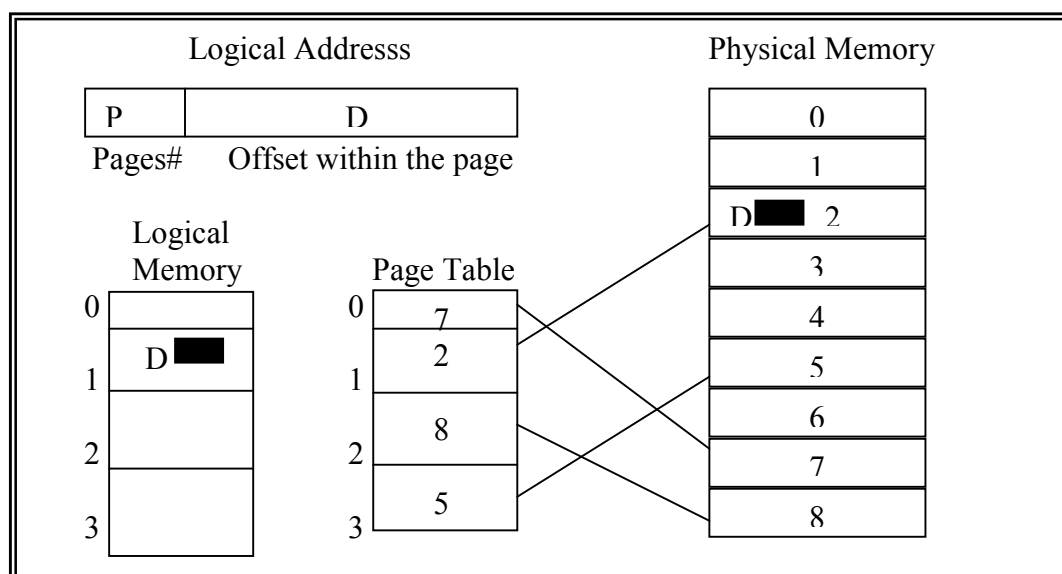 Logical Addresss
P D
Pages# Offset within the page
Logical
Memory
0
D
1
2
3
Page Table
0 7
2
1
8
2
5
3
Physical Memory
0
1
D 2
3
4
5
6
7
8